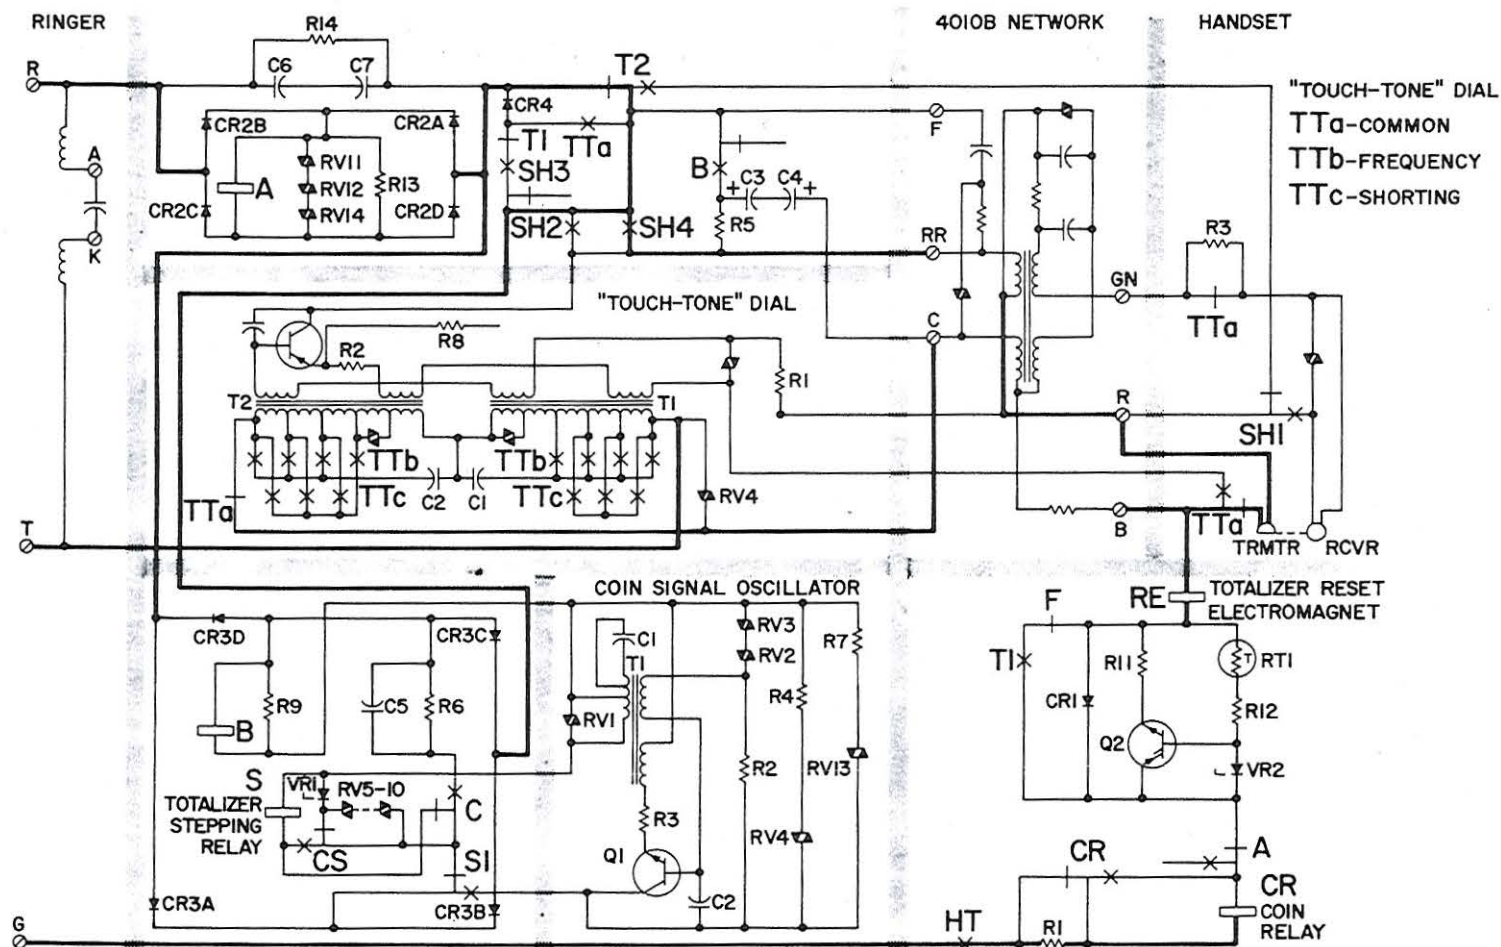 RINGER
4010B NETWORK
HANDSET
R14
C6
C7
R
T2
"TOUCH-TONE" DIAL
TTa-COMMON
TTb-FREQUENCY
TTc-SHORTING
CR2B
CR2A
CR4
T1
TTa
F
A
RV11
RV12
RV14
A
R13
SH3
B
C3
C4
+
+
CR2C
CR2D
SH2
SH4
R5
K
RR
R3
GN
TTa
"TOUCH-TONE" DIAL
C
R2
R8
R1
T2
T1
R
SH1
TTb
TTb
TTc
C2
C1
TTc
RV4
TTa
TTa
B
T
TRMTR
RCVR
COIN SIGNAL OSCILLATOR
RE
TOTALIZER RESET
ELECTROMAGNET
F
CR3D
CR3C
C1
RV3
RV2
R7
T1
T1
R11
T
RT1
R9
C5
R6
R4
CR1
R12
B
RV1
Q2
S
VR1
RV5-10
R2
RV13
VR2
TOTALIZER
STEPPING
RELAY
C
R3
RV4
CS
S1
Q1
CR
A
CR3A
CR3B
C2
CR
COIN
RELAY
G
HT
R1